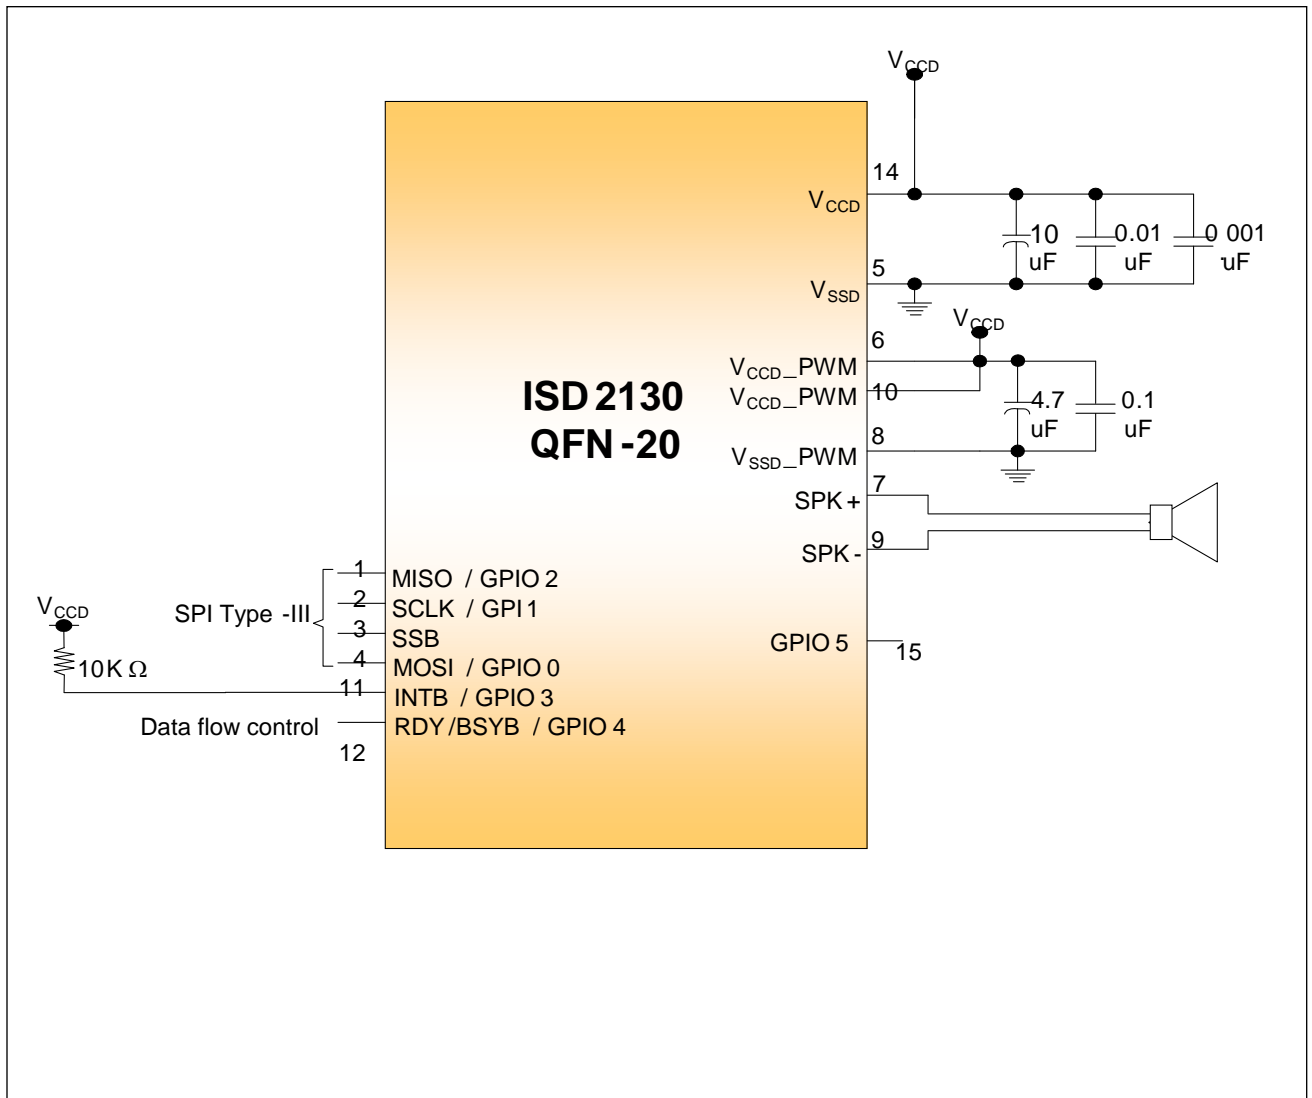 VCCD
14
VCCD
10 uF
0.01 uF
0 001 uF
5
VSSD
VCCD
6
VCCD_PWM
VCCD_PWM
10
4.7 uF
0.1 uF
ISD 2130
QFN -20
8
VSSD_PWM
7
SPK +
SPK -
9
1
MISO / GPIO 2
2
SCLK / GPI 1
SPI Type -III
3
SSB
4
MOSI / GPIO 0
VCCD
10K Ω
11
INTB / GPIO 3
Data flow control
RDY /BSYB / GPIO 4
12
GPIO 5
15